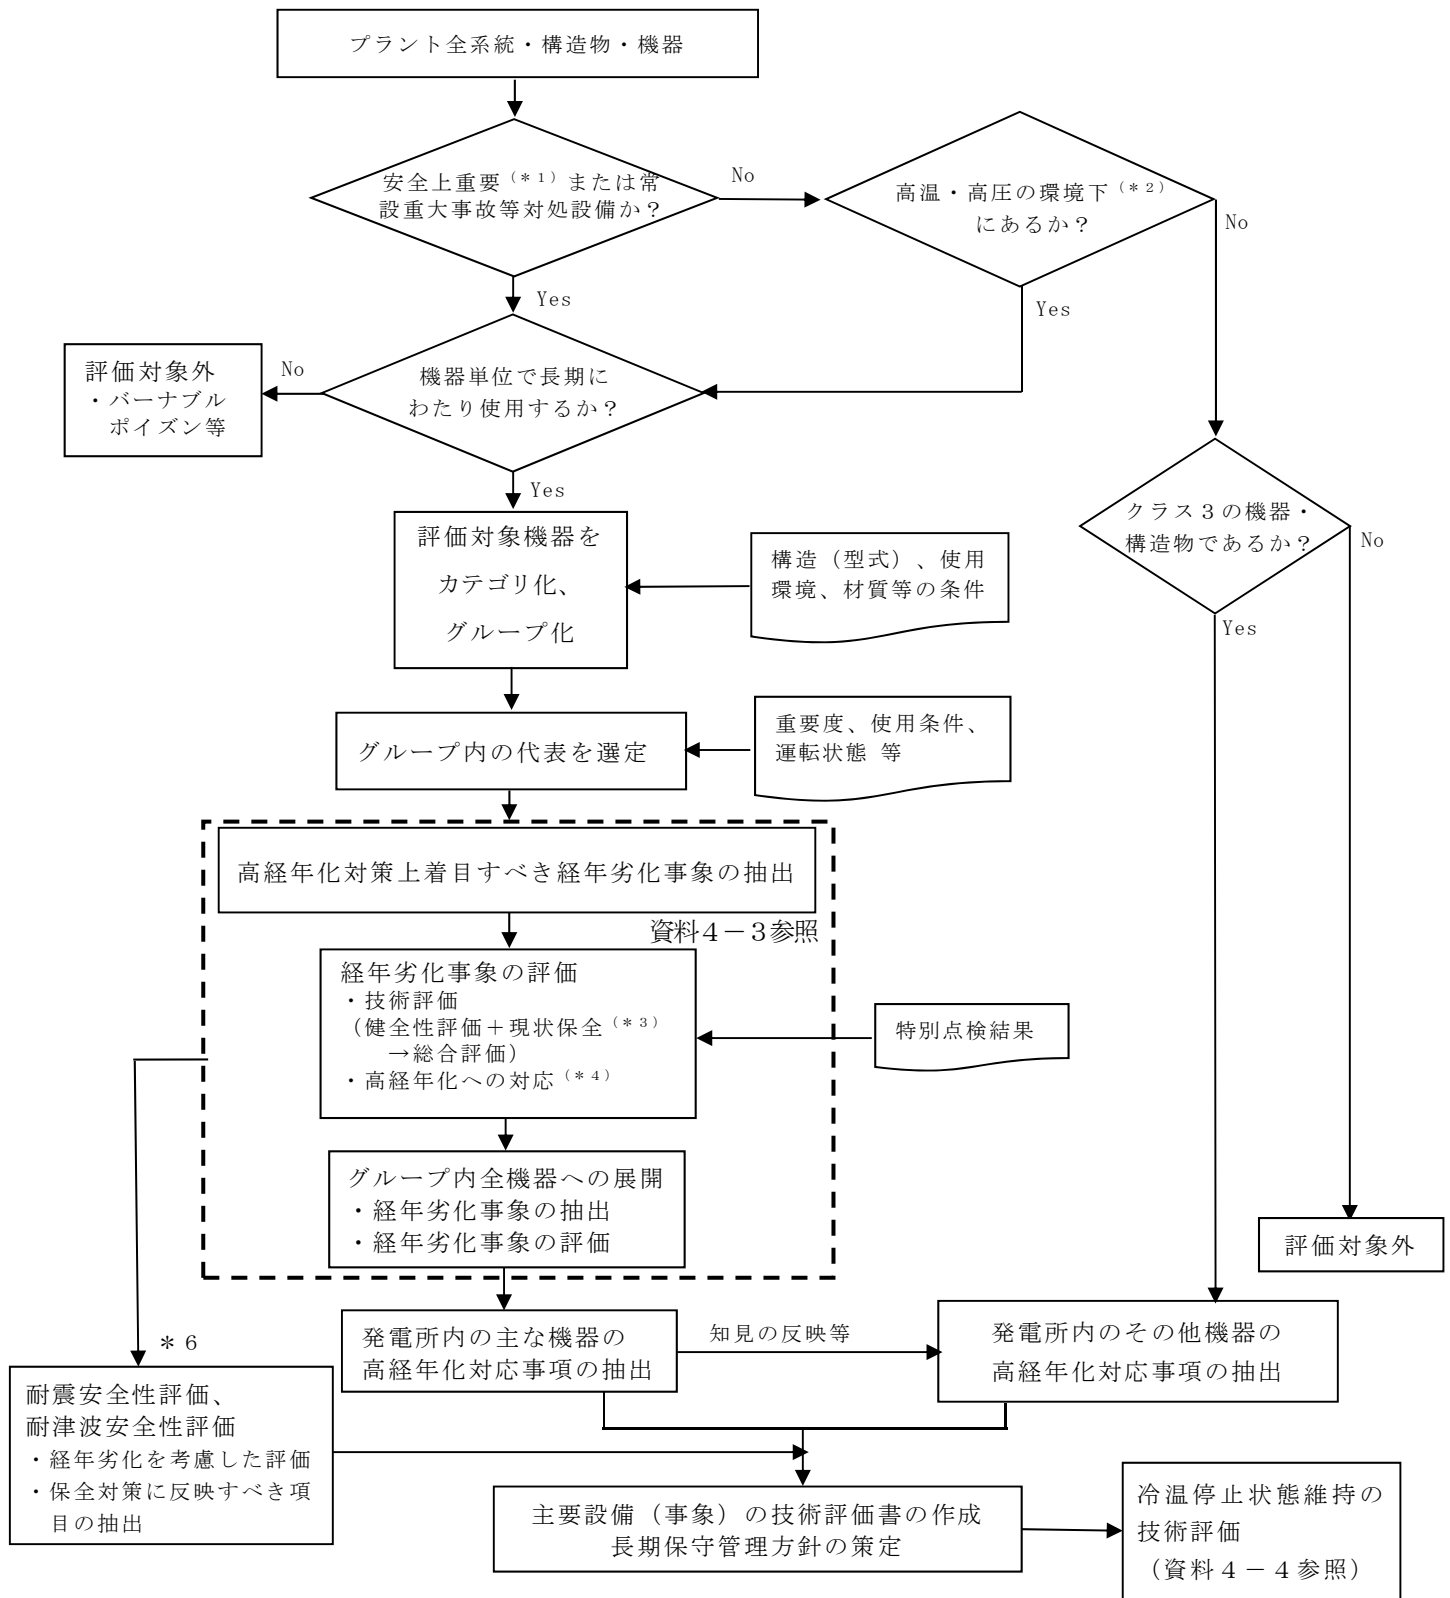 プラント全系統・構造物・機器
安全上重要(*1)または常
設重大事故等対処設備か?
No
高温・高圧の環境下(*2)
にあるか?
No
Yes
Yes
評価対象外
・バーナブル
ポイズン等
No
機器単位で長期に
わたり使用するか?
Yes
クラス3の機器・
構造物であるか?
No
Yes
評価対象機器を
カテゴリ化、
グループ化
構造(型式)、使用
環境、材質等の条件
グループ内の代表を選定
重要度、使用条件、
運転状態 等
高経年化対策上着目すべき経年劣化事象の抽出
資料4-3参照
経年劣化事象の評価
・技術評価
(健全性評価+現状保全(*3)
→総合評価)
・高経年化への対応(*4)
特別点検結果
グループ内全機器への展開
・経年劣化事象の抽出
・経年劣化事象の評価
評価対象外
発電所内の主な機器の
高経年化対応事項の抽出
知見の反映等
発電所内のその他機器の
高経年化対応事項の抽出
*6
耐震安全性評価、
耐津波安全性評価
・経年劣化を考慮した評価
・保全対策に反映すべき項
目の抽出
主要設備(事象)の技術評価書の作成
長期保守管理方針の策定
冷温停止状態維持の
技術評価
(資料4-4参照)